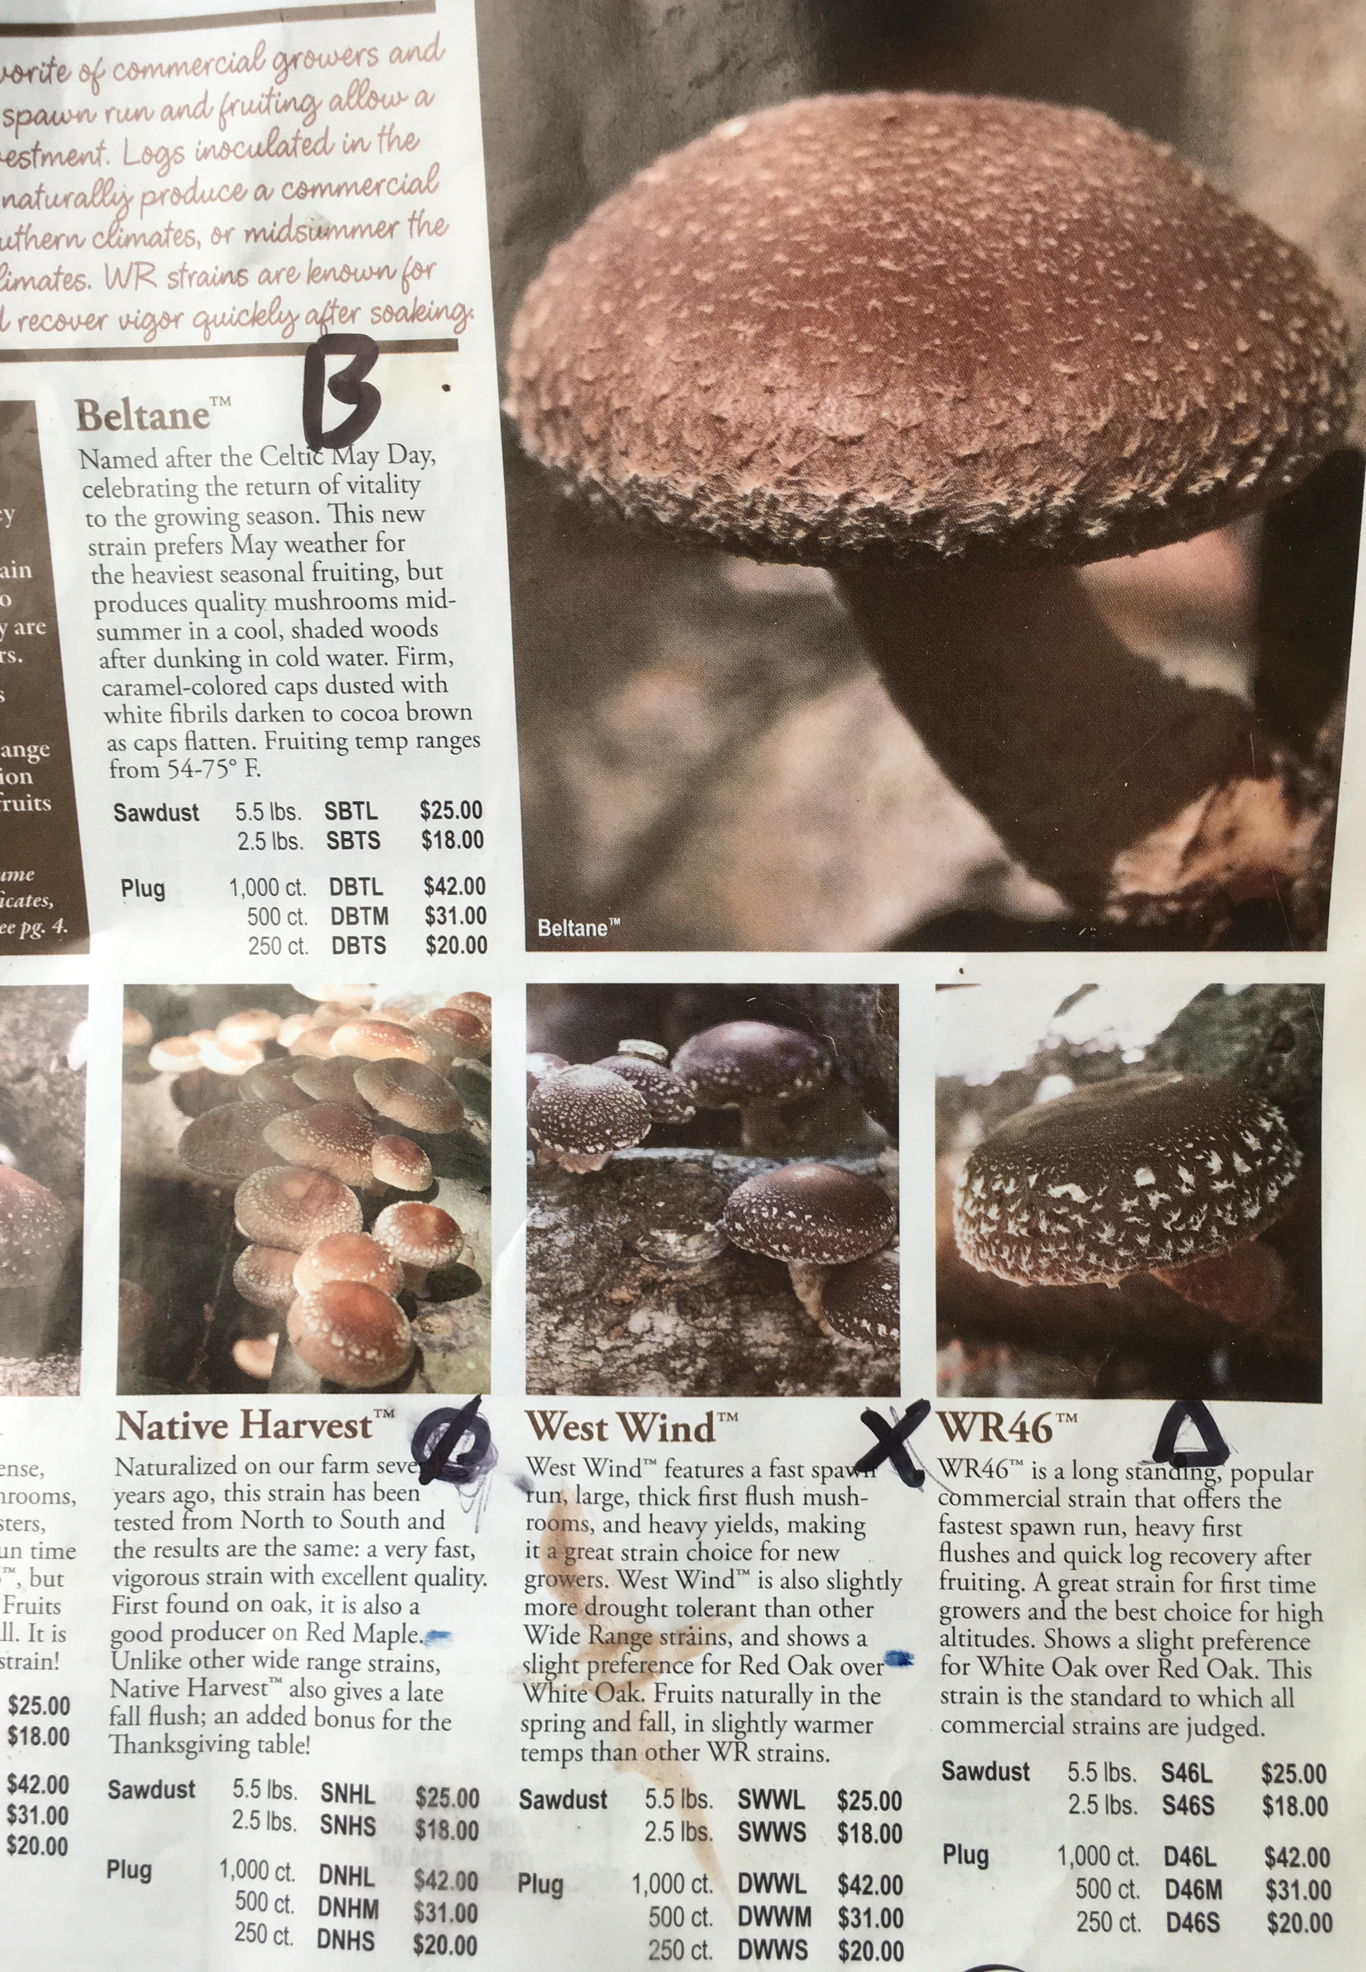 vorite of commercial growers and
spawn run and fruiting allow a
estment. Logs inoculated in the
naturally produce a commercial
uthern climates, or midsummer the
limates. WR strains are known for
l recover vigor quickly after soaking.
B
Beltane™
Named after the Celtic May Day,
celebrating the return of vitality
to the growing season. This new
strain prefers May weather for
the heaviest seasonal fruiting, but
produces quality mushrooms mid-
summer in a cool, shaded woods
after dunking in cold water. Firm,
caramel-colored caps dusted with
white fibrils darken to cocoa brown
as caps flatten. Fruiting temp ranges
from 54-75° F.
Sawdust 5.5 lbs. SBTL $25.00
2.5 lbs. SBTS $18.00
Plug 1,000 ct. DBTL $42.00
500 ct. DBTM $31.00
250 ct. DBTS $20.00
ey
ain
o
y are
rs.
s
ange
ion
fruits
ume
icates,
ee pg. 4.
Beltane™
ense,
hrooms,
sters,
un time
™, but
Fruits
ll. It is
strain!
$25.00
$18.00
$42.00
$31.00
$20.00
Native Harvest™
Naturalized on our farm several
years ago, this strain has been
tested from North to South and
the results are the same: a very fast,
vigorous strain with excellent quality.
First found on oak, it is also a
good producer on Red Maple.
Unlike other wide range strains,
Native Harvest™ also gives a late
fall flush; an added bonus for the
Thanksgiving table!
Sawdust 5.5 lbs. SNHL $25.00
2.5 lbs. SNHS $18.00
Plug 1,000 ct. DNHL $42.00
500 ct. DNHM $31.00
250 ct. DNHS $20.00
West Wind™ X
West Wind™ features a fast spawn
run, large, thick first flush mush-
rooms, and heavy yields, making
it a great strain choice for new
growers. West Wind™ is also slightly
more drought tolerant than other
Wide Range strains, and shows a
slight preference for Red Oak over
White Oak. Fruits naturally in the
spring and fall, in slightly warmer
temps than other WR strains.
Sawdust 5.5 lbs. SWWL $25.00
2.5 lbs. SWWS $18.00
Plug 1,000 ct. DWWL $42.00
500 ct. DWWM $31.00
250 ct. DWWS $20.00
WR46™
WR46™ is a long standing, popular
commercial strain that offers the
fastest spawn run, heavy first
flushes and quick log recovery after
fruiting. A great strain for first time
growers and the best choice for high
altitudes. Shows a slight preference
for White Oak over Red Oak. This
strain is the standard to which all
commercial strains are judged.
Sawdust 5.5 lbs. S46L $25.00
2.5 lbs. S46S $18.00
Plug 1,000 ct. D46L $42.00
500 ct. D46M $31.00
250 ct. D46S $20.00